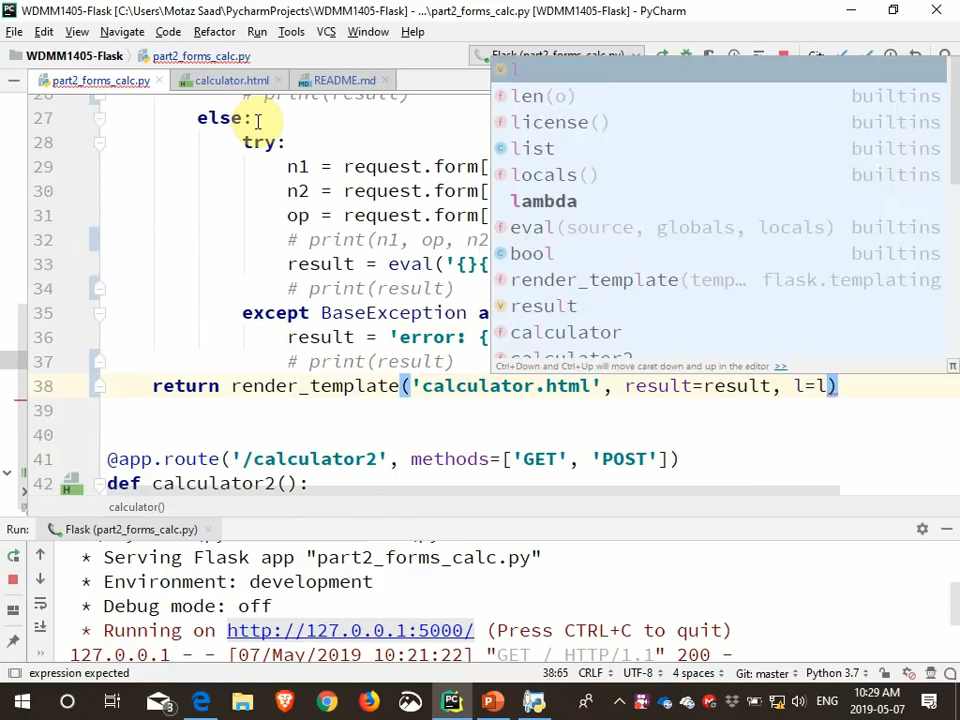 WDMM1405-Flask [C:\Users\Motaz Saad\PycharmProjects\WDMM1405-Flask] - ...\part2_forms_calc.py [WDMM1405-Flask] - PyCharm
File Edit View Navigate Code Refactor Run Tools VCS Window Help
WDMM1405-Flask part2_forms_calc.py Flask (part2_forms_calc.py) Git:
part2_forms_calc.py calculator.html README.md
26 # print(result)
27 else:
28 try:
29 n1 = request.form[
30 n2 = request.form[
31 op = request.form[
32 # print(n1, op, n2
33 result = eval('{}{
34 # print(result)
35 except BaseException a
36 result = 'error: {
37 # print(result)
38 return render_template('calculator.html', result=result, l=l)
39
40
41 @app.route('/calculator2', methods=['GET', 'POST'])
42 def calculator2():
calculator()
l
len(o) builtins
license() builtins
list builtins
locals() builtins
lambda
eval(source, globals, locals) builtins
bool builtins
render_template(temp… flask.templating
result
calculator
calculator2
Ctrl+Down and Ctrl+Up will move caret down and up in the editor >>
Run: Flask (part2_forms_calc.py)
* Serving Flask app "part2_forms_calc.py"
* Environment: development
* Debug mode: off
* Running on http://127.0.0.1:5000/ (Press CTRL+C to quit)
127.0.0.1 - - [07/May/2019 10:21:22] "GET / HTTP/1.1" 200 -
expression expected 38:65 CRLF UTF-8 4 spaces Git: master Python 3.7
3 ENG 10:29 AM
2019-05-07